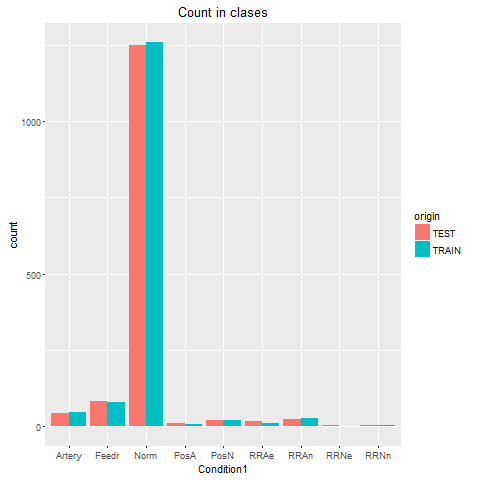 Count in clases
count
1000
500
0
Artery Feedr Norm PosA PosN RRAe RRAn RRNe RRNn
Condition1
origin
TEST
TRAIN